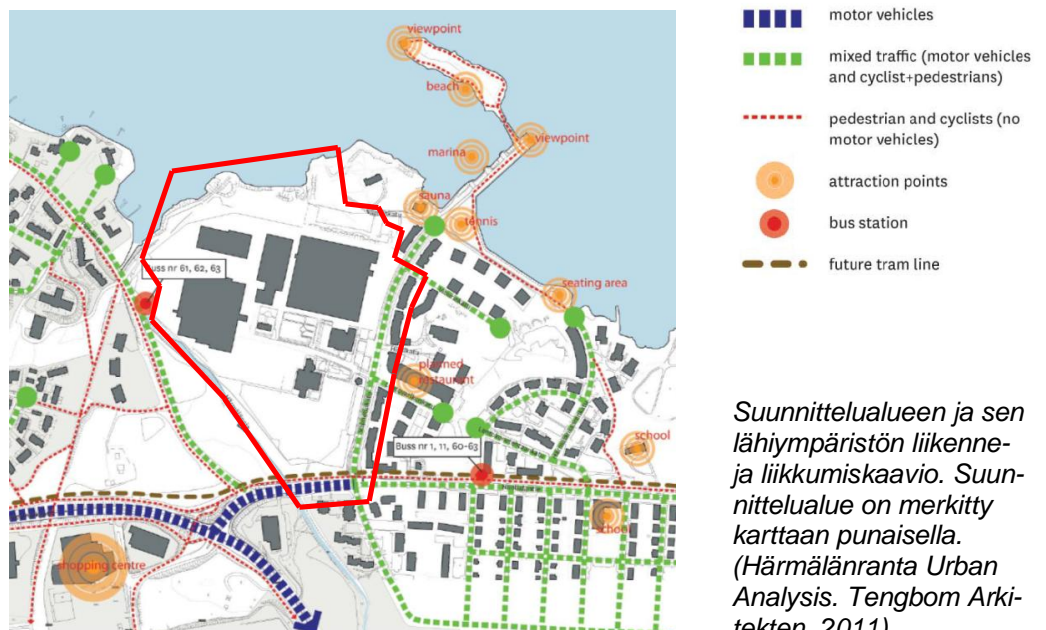 viewpoint
beach
viewpoint
marina
sauna
tennis
seating area
planned
restaurant
school
school
shopping centre
Buss nr 61, 62, 63
Buss nr 1, 11, 60-63
motor vehicles
mixed traffic (motor vehicles
and cyclist+pedestrians)
pedestrian and cyclists (no
motor vehicles)
attraction points
bus station
future tram line
Suunnittelualueen ja sen
lähiympäristön liikenne-
ja liikkumiskaavio. Suun-
nittelualue on merkitty
karttaan punaisella.
(Härmälänranta Urban
Analysis. Tengbom Arki-
tekten, 2011)